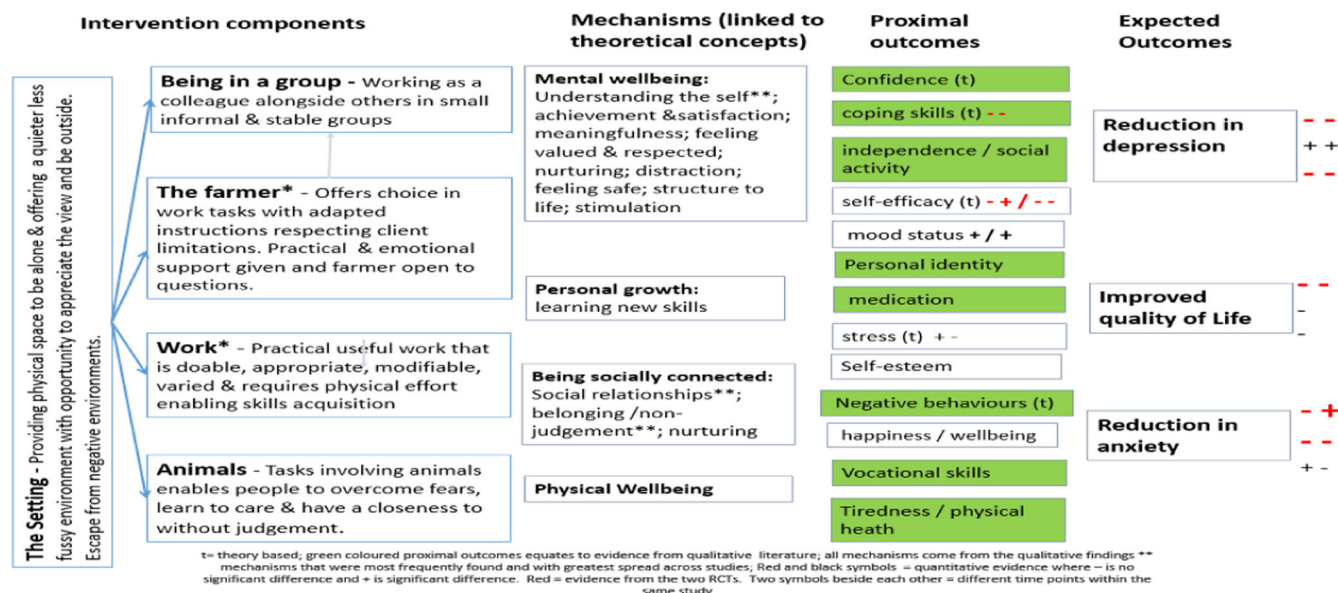 Intervention components
Mechanisms (linked to
theoretical concepts)
Proximal
outcomes
Expected
Outcomes
The Setting - Providing physical space to be alone & offering a quieter less
fussy environment with opportunity to appreciate the view and be outside.
Escape from negative environments.
Being in a group - Working as a
colleague alongside others in small
informal & stable groups
The farmer* - Offers choice in
work tasks with adapted
instructions respecting client
limitations. Practical & emotional
support given and farmer open to
questions.
Work* - Practical useful work that
is doable, appropriate, modifiable,
varied & requires physical effort
enabling skills acquisition
Animals - Tasks involving animals
enables people to overcome fears,
learn to care & have a closeness to
without judgement.
Mental wellbeing:
Understanding the self**;
achievement &satisfaction;
meaningfulness; feeling
valued & respected;
nurturing; distraction;
feeling safe; structure to
life; stimulation
Personal growth:
learning new skills
Being socially connected:
Social relationships**;
belonging /non-
judgement**; nurturing
Physical Wellbeing
Confidence (t)
coping skills (t) - -
independence / social
activity
self-efficacy (t) - + / - -
mood status + / +
Personal identity
medication
stress (t) + -
Self-esteem
Negative behaviours (t)
happiness / wellbeing
Vocational skills
Tiredness / physical
heath
Reduction in
depression
- -
+ +
- -
Improved
quality of Life
- -
-
-
Reduction in
anxiety
- +
- -
+ -
t= theory based; green coloured proximal outcomes equates to evidence from qualitative literature; all mechanisms come from the qualitative findings **
mechanisms that were most frequently found and with greatest spread across studies; Red and black symbols = quantitative evidence where – is no
significant difference and + is significant difference. Red = evidence from the two RCTs. Two symbols beside each other = different time points within the
same study